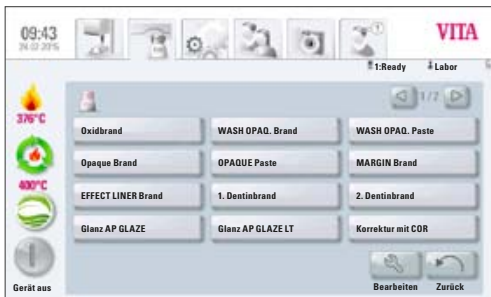 09:43
VITA
1:Ready Labor
376°C
1/2
Oxidbrand WASH OPAQ. Brand WASH OPAQ. Paste
Opaque Brand OPAQUE Paste MARGIN Brand
400°C
EFFECT LINER Brand 1. Dentinbrand 2. Dentinbrand
Glanz AP GLAZE Glanz AP GLAZE LT Korrektur mit COR
Gerät aus Bearbeiten Zurück